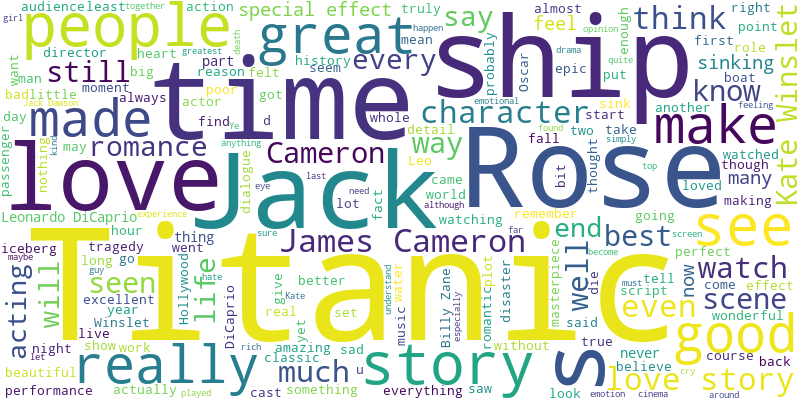 audience
least
together
action
almost
right
girl
people
special effect
truly
say
think
ship
great
feel
enough
point
director
heart
reason
felt
every
mean
happen
greatest
death
drama
opinion
quite
first
role
want
man
big
part
history
seem
probably
Oscar
epic
put
sinking
still
moment
always
poor
actor
got
time
whole
boat
know
bad
little
Jack Dawson
find
d
character
emotional
sink
feeling
Kate Winslet
day
made
Ye
anything
detail
start
another
make
passenger
nothing
may
kind
romance
dialogue
eye
Cameron
Leo
way
found
simply
two
take
fall
watched
though
many
love
Jack
Rose
last
need
although
fact
came
world
watching
bit
thought
top
loved
making
experience
lot
Leonardo DiCaprio
remember
going
see
hour
sure
far
become
screen
iceberg
tragedy
thing
James Cameron
end
best
perfect
maybe
guy
long
go
went
hate
Titanic
well
now
watch
acting
will
seen
life
Hollywood
DiCaprio
give
better
Kate
understand
water
plot
romantic
disaster
masterpiece
die
tell
script
must
come
effect
scene
wonderful
excellent
year
Winslet
real
set
music
Billy Zane
especially
said
true
even
good
live
yet
without
never
believe
course
back
night
let
show
work
amazing
sad
rich
classic
u
story
s
love story
cry
beautiful
really
much
performance
actually
played
cast
something
everything
saw
look
emotion
cinema
around